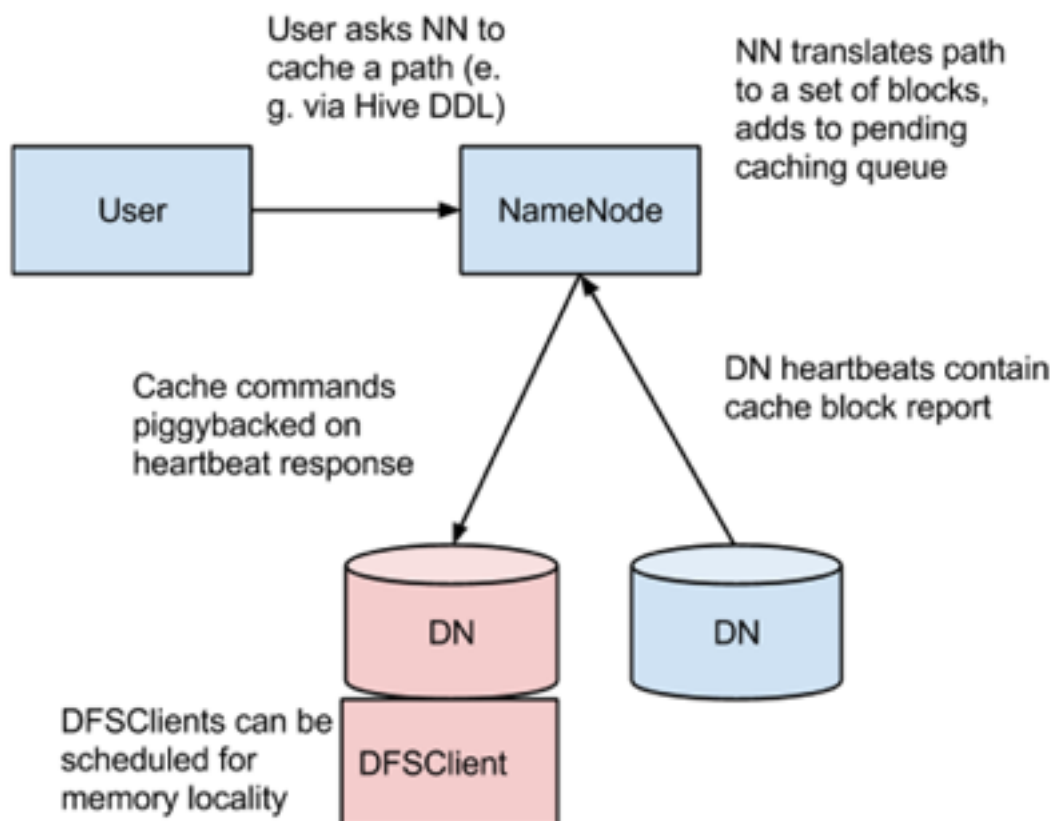 User asks NN to
cache a path (e.
g. via Hive DDL)
NN translates path
to a set of blocks,
adds to pending
caching queue
User
NameNode
Cache commands
piggybacked on
heartbeat response
DN heartbeats contain
cache block report
DN
DN
DFSClients can be
scheduled for
memory locality
DFSClient